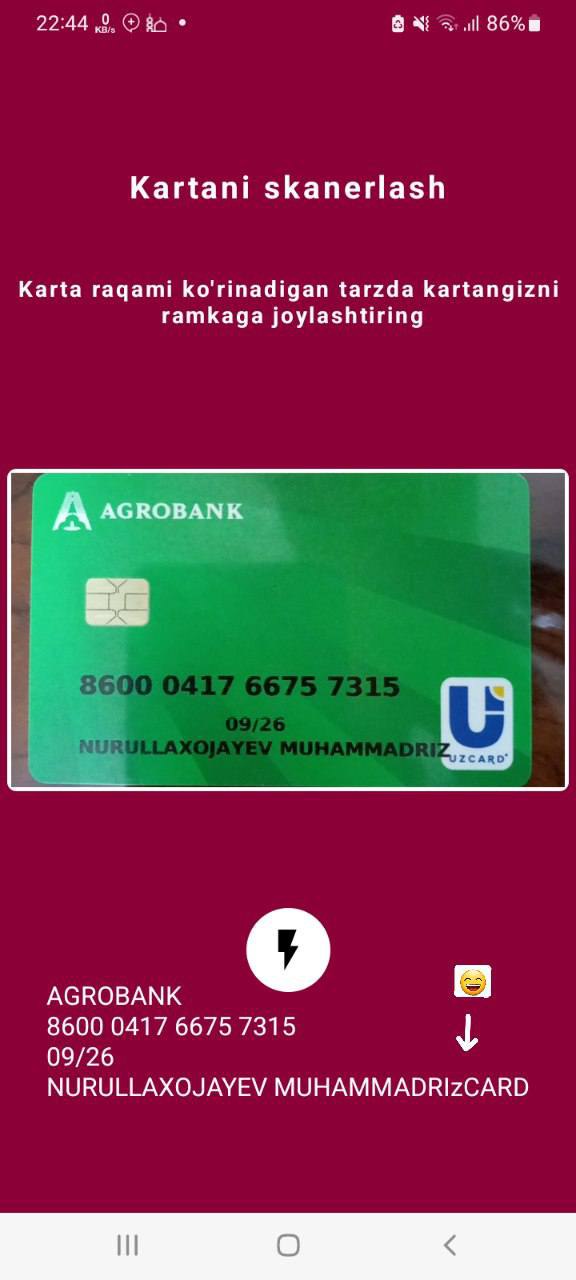 22:44 0 KB/s 86%
Kartani skanerlash
Karta raqami ko'rinadigan tarzda kartangizni
ramkaga joylashtiring
AGROBANK
8600 0417 6675 7315
09/26
NURULLAXOJAYEV MUHAMMADRIZ
UZCARD
AGROBANK
8600 0417 6675 7315
09/26
NURULLAXOJAYEV MUHAMMADRIzCARD